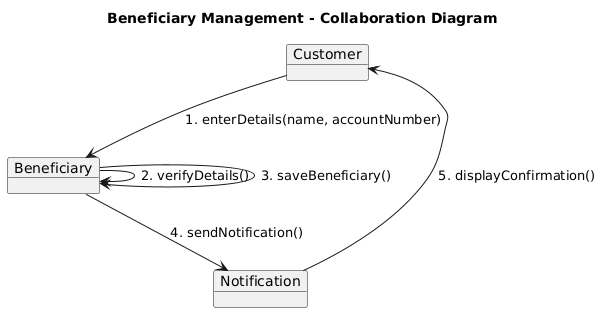 Beneficiary Management - Collaboration Diagram
Customer
1. enterDetails(name, accountNumber)
Beneficiary
2. verifyDetails()
3. saveBeneficiary()
5. displayConfirmation()
4. sendNotification()
Notification